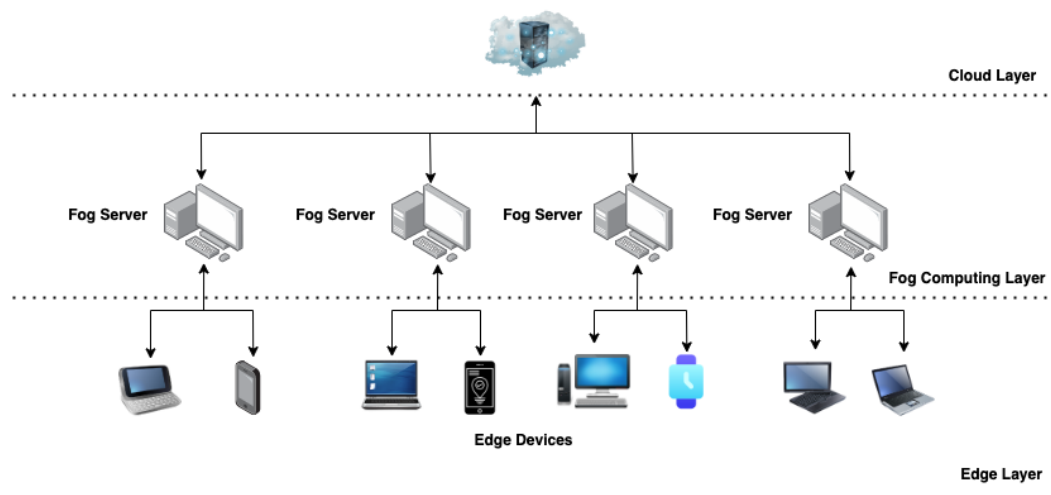 Cloud Layer
Fog Server
Fog Server
Fog Server
Fog Server
Fog Computing Layer
Edge Devices
Edge Layer